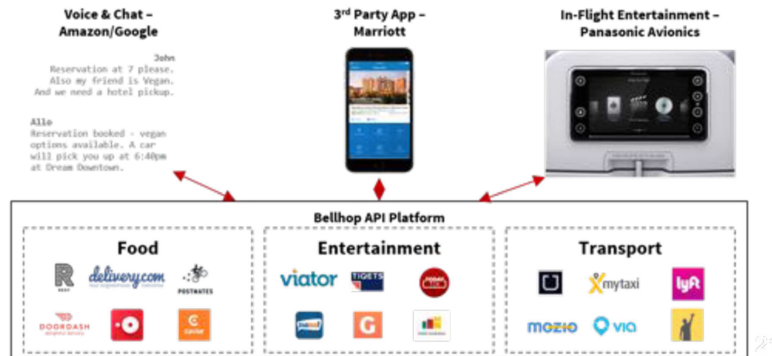 Voice & Chat –
Amazon/Google
John
Reservation at 7 please.
Also my friend is Vegan.
And we need a hotel pickup.
Allo
Reservation booked - vegan
options available. A car
will pick you up at 6:40pm
at Dream Downtown.
3rd Party App –
Marriott
In-Flight Entertainment –
Panasonic Avionics
Bellhop API Platform
Food
R
RESY
delivery.com
POSTMATES
DOORDASH
caviar
Entertainment
viator
TIQETS
G
Transport
U
mytaxi
lyft
mozio
via